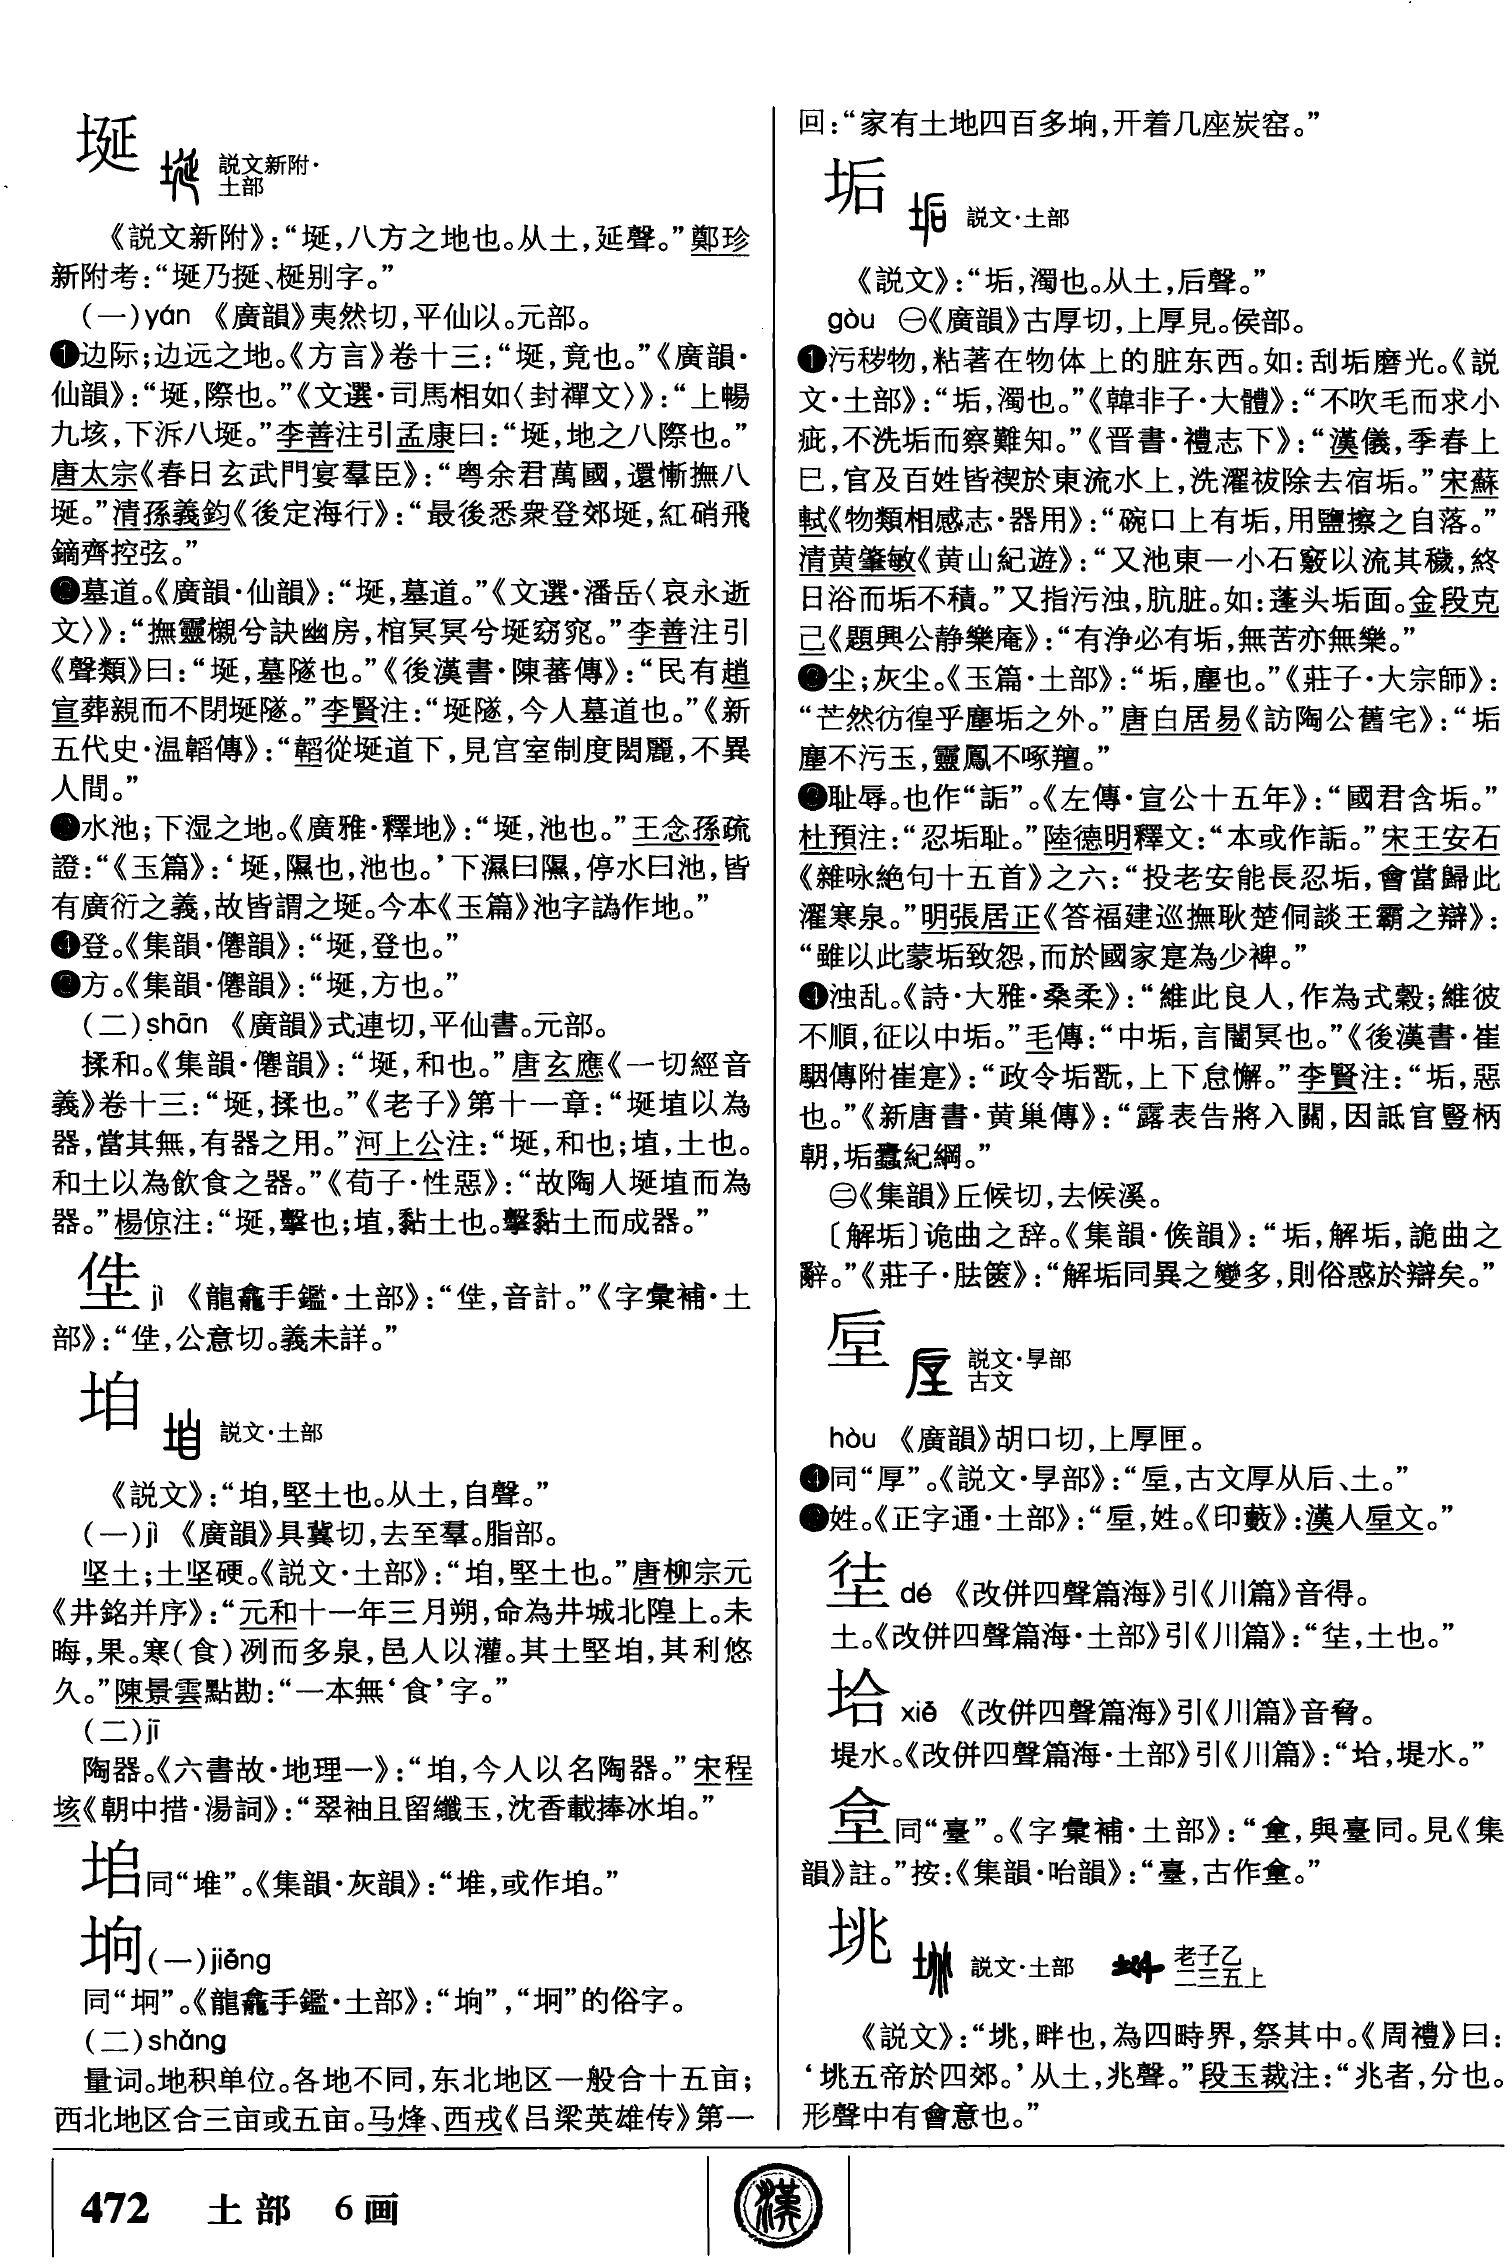 埏
説文新附·
土部
《説文新附》:“埏,八方之地也。从土,延聲。”鄭珍
新附考:“埏乃挻、梴别字。”
(一)yán 《廣韻》夷然切,平仙以。元部。
❶边际;边远之地。《方言》卷十三:“埏,竟也。”《廣韻·
仙韻》:“埏,際也。”《文選·司馬相如〈封禪文〉》:“上暢
九垓,下泝八埏。”李善注引孟康曰:“埏,地之八際也。”
唐太宗《春日玄武門宴羣臣》:“粤余君萬國,還慚撫八
埏。”清孫義鈞《後定海行》:“最後悉衆登郊埏,紅硝飛
鏑齊控弦。”
❷墓道。《廣韻·仙韻》:“埏,墓道。”《文選·潘岳〈哀永逝
文〉》:“撫靈櫬兮訣幽房,棺冥冥兮埏窈窕。”李善注引
《聲類》曰:“埏,墓隧也。”《後漢書·陳蕃傳》:“民有趙
宣葬親而不閉埏隧。”李賢注:“埏隧,今人墓道也。”《新
五代史·温韜傳》:“韜從埏道下,見宫室制度閎麗,不異
人間。”
❸水池;下湿之地。《廣雅·釋地》:“埏,池也。”王念孫疏
證:“《玉篇》:‘埏,隰也,池也。’下濕曰隰,停水曰池,皆
有廣衍之義,故皆謂之埏。今本《玉篇》池字譌作地。”
❹登。《集韻·僊韻》:“埏,登也。”
❺方。《集韻·僊韻》:“埏,方也。”
(二)shān 《廣韻》式連切,平仙書。元部。
揉和。《集韻·僊韻》:“埏,和也。”唐玄應《一切經音
義》卷十三:“埏,揉也。”《老子》第十一章:“埏埴以為
器,當其無,有器之用。”河上公注:“埏,和也;埴,土也。
和土以為飲食之器。”《荀子·性惡》:“故陶人埏埴而為
器。”楊倞注:“埏,擊也;埴,黏土也。擊黏土而成器。”
jì 《龍龕手鑑·土部》:“,音計。”《字彙補·土
部》:“,公意切。義未詳。”
垍
説文·土部
《説文》:“垍,堅土也。从土,自聲。”
(一)jì 《廣韻》具冀切,去至羣。脂部。
坚土;土坚硬。《説文·土部》:“垍,堅土也。”唐柳宗元
《井銘并序》:“元和十一年三月朔,命為井城北隍上。未
晦,果。寒(食)冽而多泉,邑人以灌。其土堅垍,其利悠
久。”陳景雲點勘:“一本無‘食’字。”
(二)jī
陶器。《六書故·地理一》:“垍,今人以名陶器。”宋程
垓《朝中措·湯詞》:“翠袖且留纖玉,沈香載捧冰垍。”
垖同“堆”。《集韻·灰韻》:“堆,或作垖。”
垧(一)jiǒng
同“坰”。《龍龕手鑑·土部》:“垧”,“坰”的俗字。
(二)shǎng
量词。地积单位。各地不同,东北地区一般合十五亩;
西北地区合三亩或五亩。马烽、西戎《吕梁英雄传》第一
回:“家有土地四百多垧,开着几座炭窑。”
垢
説文·土部
《説文》:“垢,濁也。从土,后聲。”
gòu ㊀《廣韻》古厚切,上厚見。侯部。
❶污秽物,粘著在物体上的脏东西。如:刮垢磨光。《説
文·土部》:“垢,濁也。”《韓非子·大體》:“不吹毛而求小
疵,不洗垢而察難知。”《晋書·禮志下》:“漢儀,季春上
巳,官及百姓皆禊於東流水上,洗濯祓除去宿垢。”宋蘇
軾《物類相感志·器用》:“碗口上有垢,用鹽擦之自落。”
清黄肇敏《黄山紀遊》:“又池東一小石竅以流其穢,終
日浴而垢不積。”又指污浊,肮脏。如:蓬头垢面。金段克
己《題興公静樂庵》:“有浄必有垢,無苦亦無樂。”
❷尘;灰尘。《玉篇·土部》:“垢,塵也。”《莊子·大宗師》:
“芒然彷徨乎塵垢之外。”唐白居易《訪陶公舊宅》:“垢
塵不污玉,靈鳳不啄羶。”
❸耻辱。也作“詬”。《左傳·宣公十五年》:“國君含垢。”
杜預注:“忍垢耻。”陸德明釋文:“本或作詬。”宋王安石
《雜咏絶句十五首》之六:“投老安能長忍垢,會當歸此
濯寒泉。”明張居正《答福建巡撫耿楚侗談王霸之辯》:
“雖以此蒙垢致怨,而於國家寔為少裨。”
❹浊乱。《詩·大雅·桑柔》:“維此良人,作為式穀;維彼
不順,征以中垢。”毛傳:“中垢,言闇冥也。”《後漢書·崔
駰傳附崔寔》:“政令垢翫,上下怠懈。”李賢注:“垢,惡
也。”《新唐書·黄巢傳》:“露表告將入關,因詆官豎柄
朝,垢蠹紀綱。”
㊁《集韻》丘候切,去候溪。
〔解垢〕诡曲之辞。《集韻·候韻》:“垢,解垢,詭曲之
辭。”《莊子·胠篋》:“解垢同異之變多,則俗惑於辯矣。”
垕
説文·㫗部
古文
hòu 《廣韻》胡口切,上厚匣。
❶同“厚”。《説文·㫗部》:“垕,古文厚从后、土。”
❷姓。《正字通·土部》:“垕,姓。《印藪》:漢人垕文。”
dé 《改併四聲篇海》引《川篇》音得。
土。《改併四聲篇海·土部》引《川篇》:“,土也。”
垥 xié 《改併四聲篇海》引《川篇》音脅。
堤水。《改併四聲篇海·土部》引《川篇》:“垥,堤水。”
同“臺”。《字彙補·土部》:“,與臺同。見《集
韻》註。”按:《集韻·咍韻》:“臺,古作。”
垗
説文·土部 老子乙
二三五上
《説文》:“垗,畔也,為四畤界,祭其中。《周禮》曰:
‘垗五帝於四郊。’从土,兆聲。”段玉裁注:“兆者,分也。
形聲中有會意也。”
472 土部 6画
漢